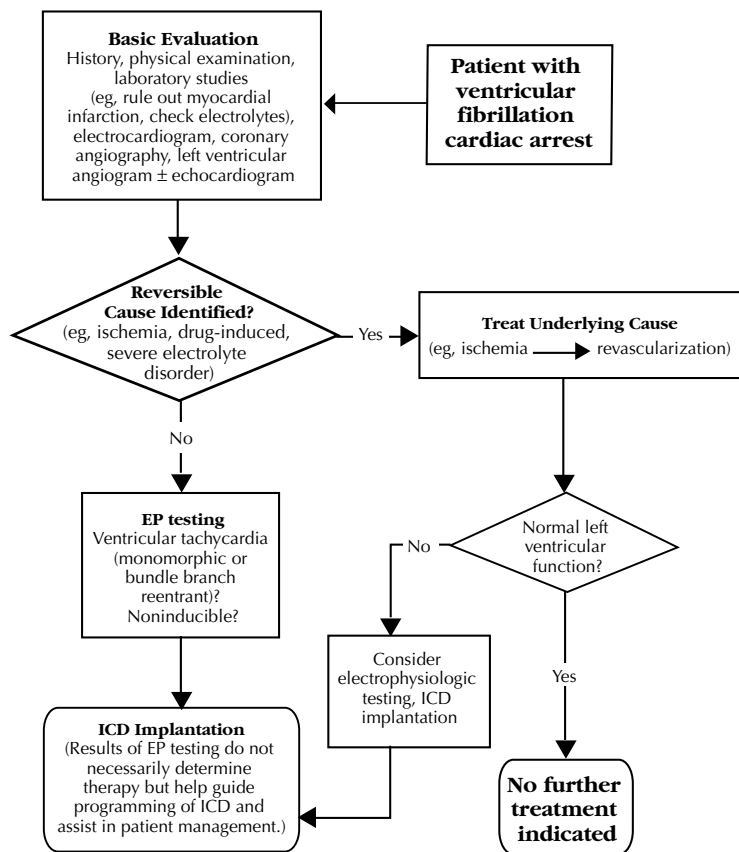 Patient with
ventricular
fibrillation
cardiac arrest
Basic Evaluation
History, physical examination,
laboratory studies
(eg, rule out myocardial
infarction, check electrolytes),
electrocardiogram, coronary
angiography, left ventricular
angiogram ± echocardiogram
Reversible
Cause Identified?
(eg, ischemia, drug-induced,
severe electrolyte
disorder)
Yes
Treat Underlying Cause
(eg, ischemia → revascularization)
No
EP testing
Ventricular tachycardia
(monomorphic or
bundle branch
reentrant)?
Noninducible?
Normal left
ventricular
function?
No
Consider
electrophysiologic
testing, ICD
implantation
Yes
ICD Implantation
(Results of EP testing do not
necessarily determine
therapy but help guide
programming of ICD and
assist in patient management.)
No further
treatment
indicated